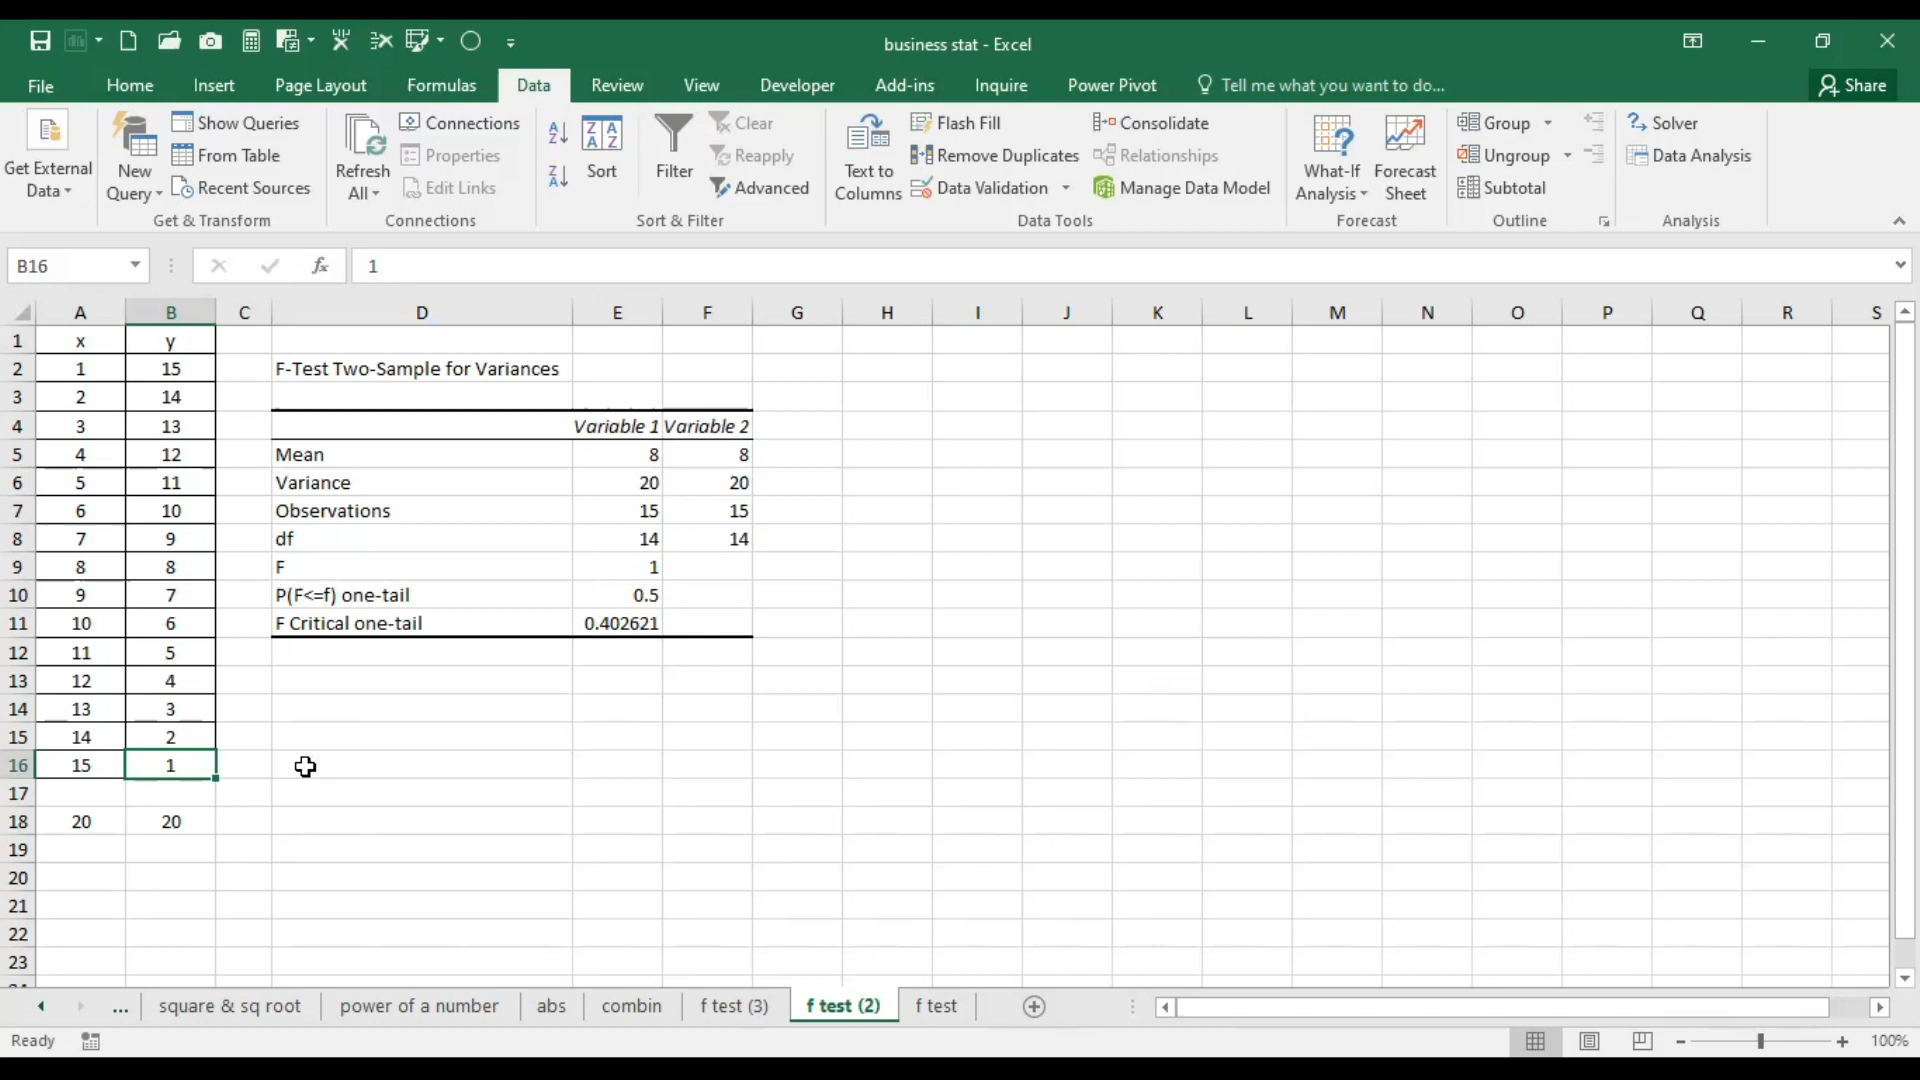 business stat - Excel
File Home Insert Page Layout Formulas Data Review View Developer Add-ins Inquire Power Pivot Tell me what you want to do... Share
Get External Data
New Query
Show Queries
From Table
Recent Sources
Get & Transform
Refresh All
Connections
Properties
Edit Links
Connections
Sort
Filter
Clear
Reapply
Advanced
Sort & Filter
Text to Columns
Flash Fill
Remove Duplicates
Data Validation
Consolidate
Relationships
Manage Data Model
Data Tools
What-If Analysis
Forecast Sheet
Forecast
Group
Ungroup
Subtotal
Outline
Solver
Data Analysis
Analysis
B16 fx 1
A B C D E F G H I J K L M N O P Q R S
1 x y
2 1 15 F-Test Two-Sample for Variances
3 2 14
4 3 13 Variable 1 Variable 2
5 4 12 Mean 8 8
6 5 11 Variance 20 20
7 6 10 Observations 15 15
8 7 9 df 14 14
9 8 8 F 1
10 9 7 P(F<=f) one-tail 0.5
11 10 6 F Critical one-tail 0.402621
12 11 5
13 12 4
14 13 3
15 14 2
16 15 1
17
18 20 20
19
20
21
22
23
... square & sq root power of a number abs combin f test (3) f test (2) f test
Ready 100%